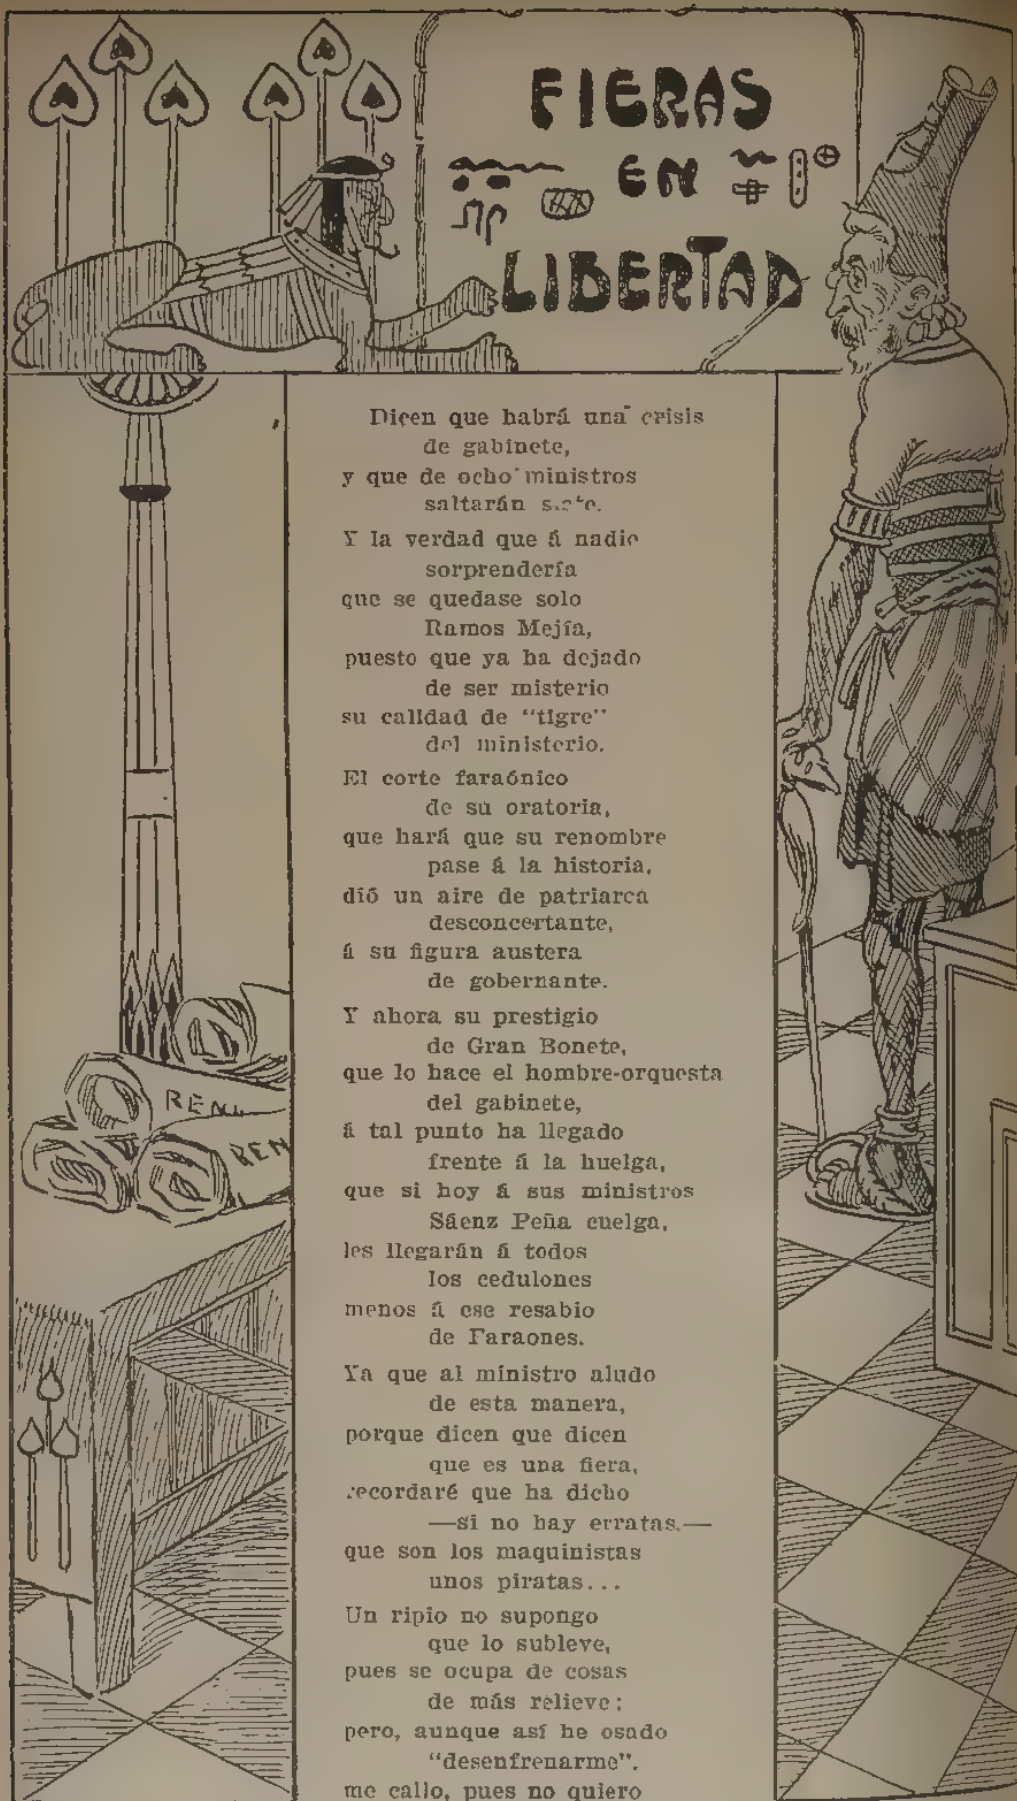 FIERAS
EN
LIBERTAD
Dicen que habrá una crisis
de gabinete,
y que de ocho ministros
saltarán siete.
Y la verdad que á nadie
sorprendería
que se quedase solo
Ramos Mejía,
puesto que ya ha dejado
de ser misterio
su calidad de "tigre"
del ministerio.
El corte faraónico
de su oratoria,
que hará que su renombre
pase á la historia,
dió un aire de patriarca
desconcertante,
á su figura austera
de gobernante.
Y ahora su prestigio
de Gran Bonete,
que lo hace el hombre-orquesta
del gabinete,
á tal punto ha llegado
frente á la huelga,
que si hoy á sus ministros
Sáenz Peña cuelga,
les llegarán á todos
los cedulones
menos á ese resabio
de Faraones.
Ya que al ministro aludo
de esta manera,
porque dicen que dicen
que es una fiera,
recordaré que ha dicho
—si no hay erratas.—
que son los maquinistas
unos piratas...
Un ripio no supongo
que lo subleve,
pues se ocupa de cosas
de más relieve;
pero, aunque así he osado
"desenfrenarme".
me callo, pues no quiero
REN